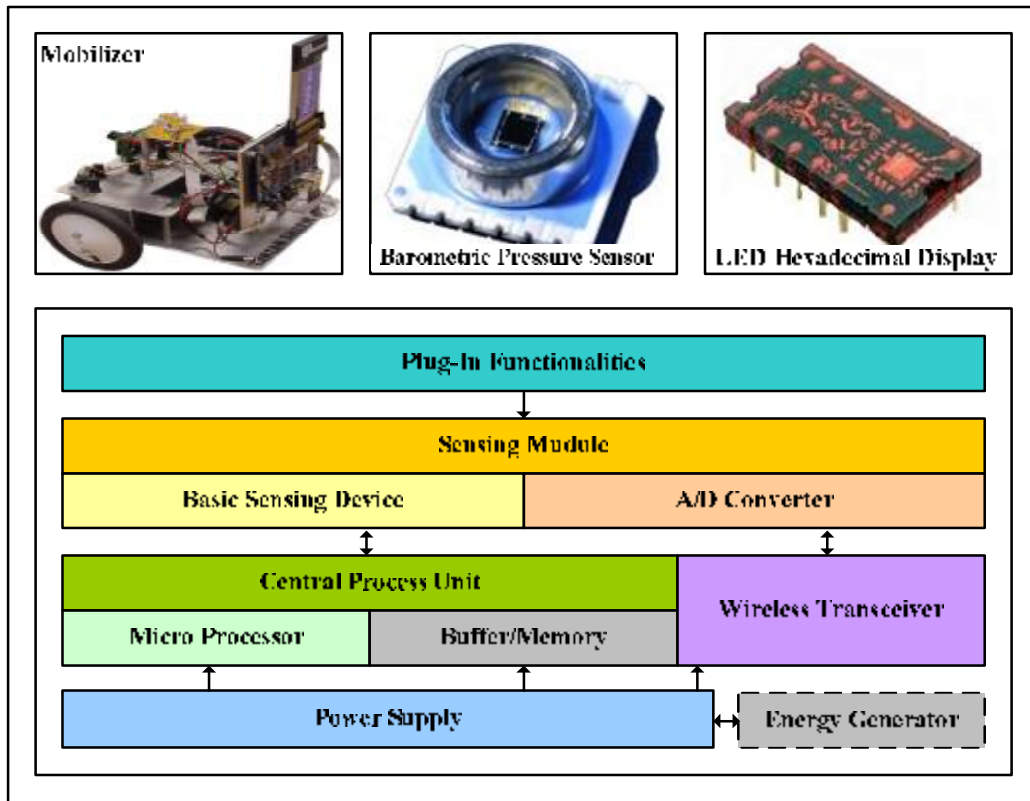 Mobilizer
Barometric Pressure Sensor
LED Hexadecimal Display
Plug-In Functionalities
Sensing Mudule
Basic Sensing Device
A/D Converter
Central Process Unit
Wireless Transceiver
Micro Processor
Buffer/Memory
Power Supply
Energy Generator